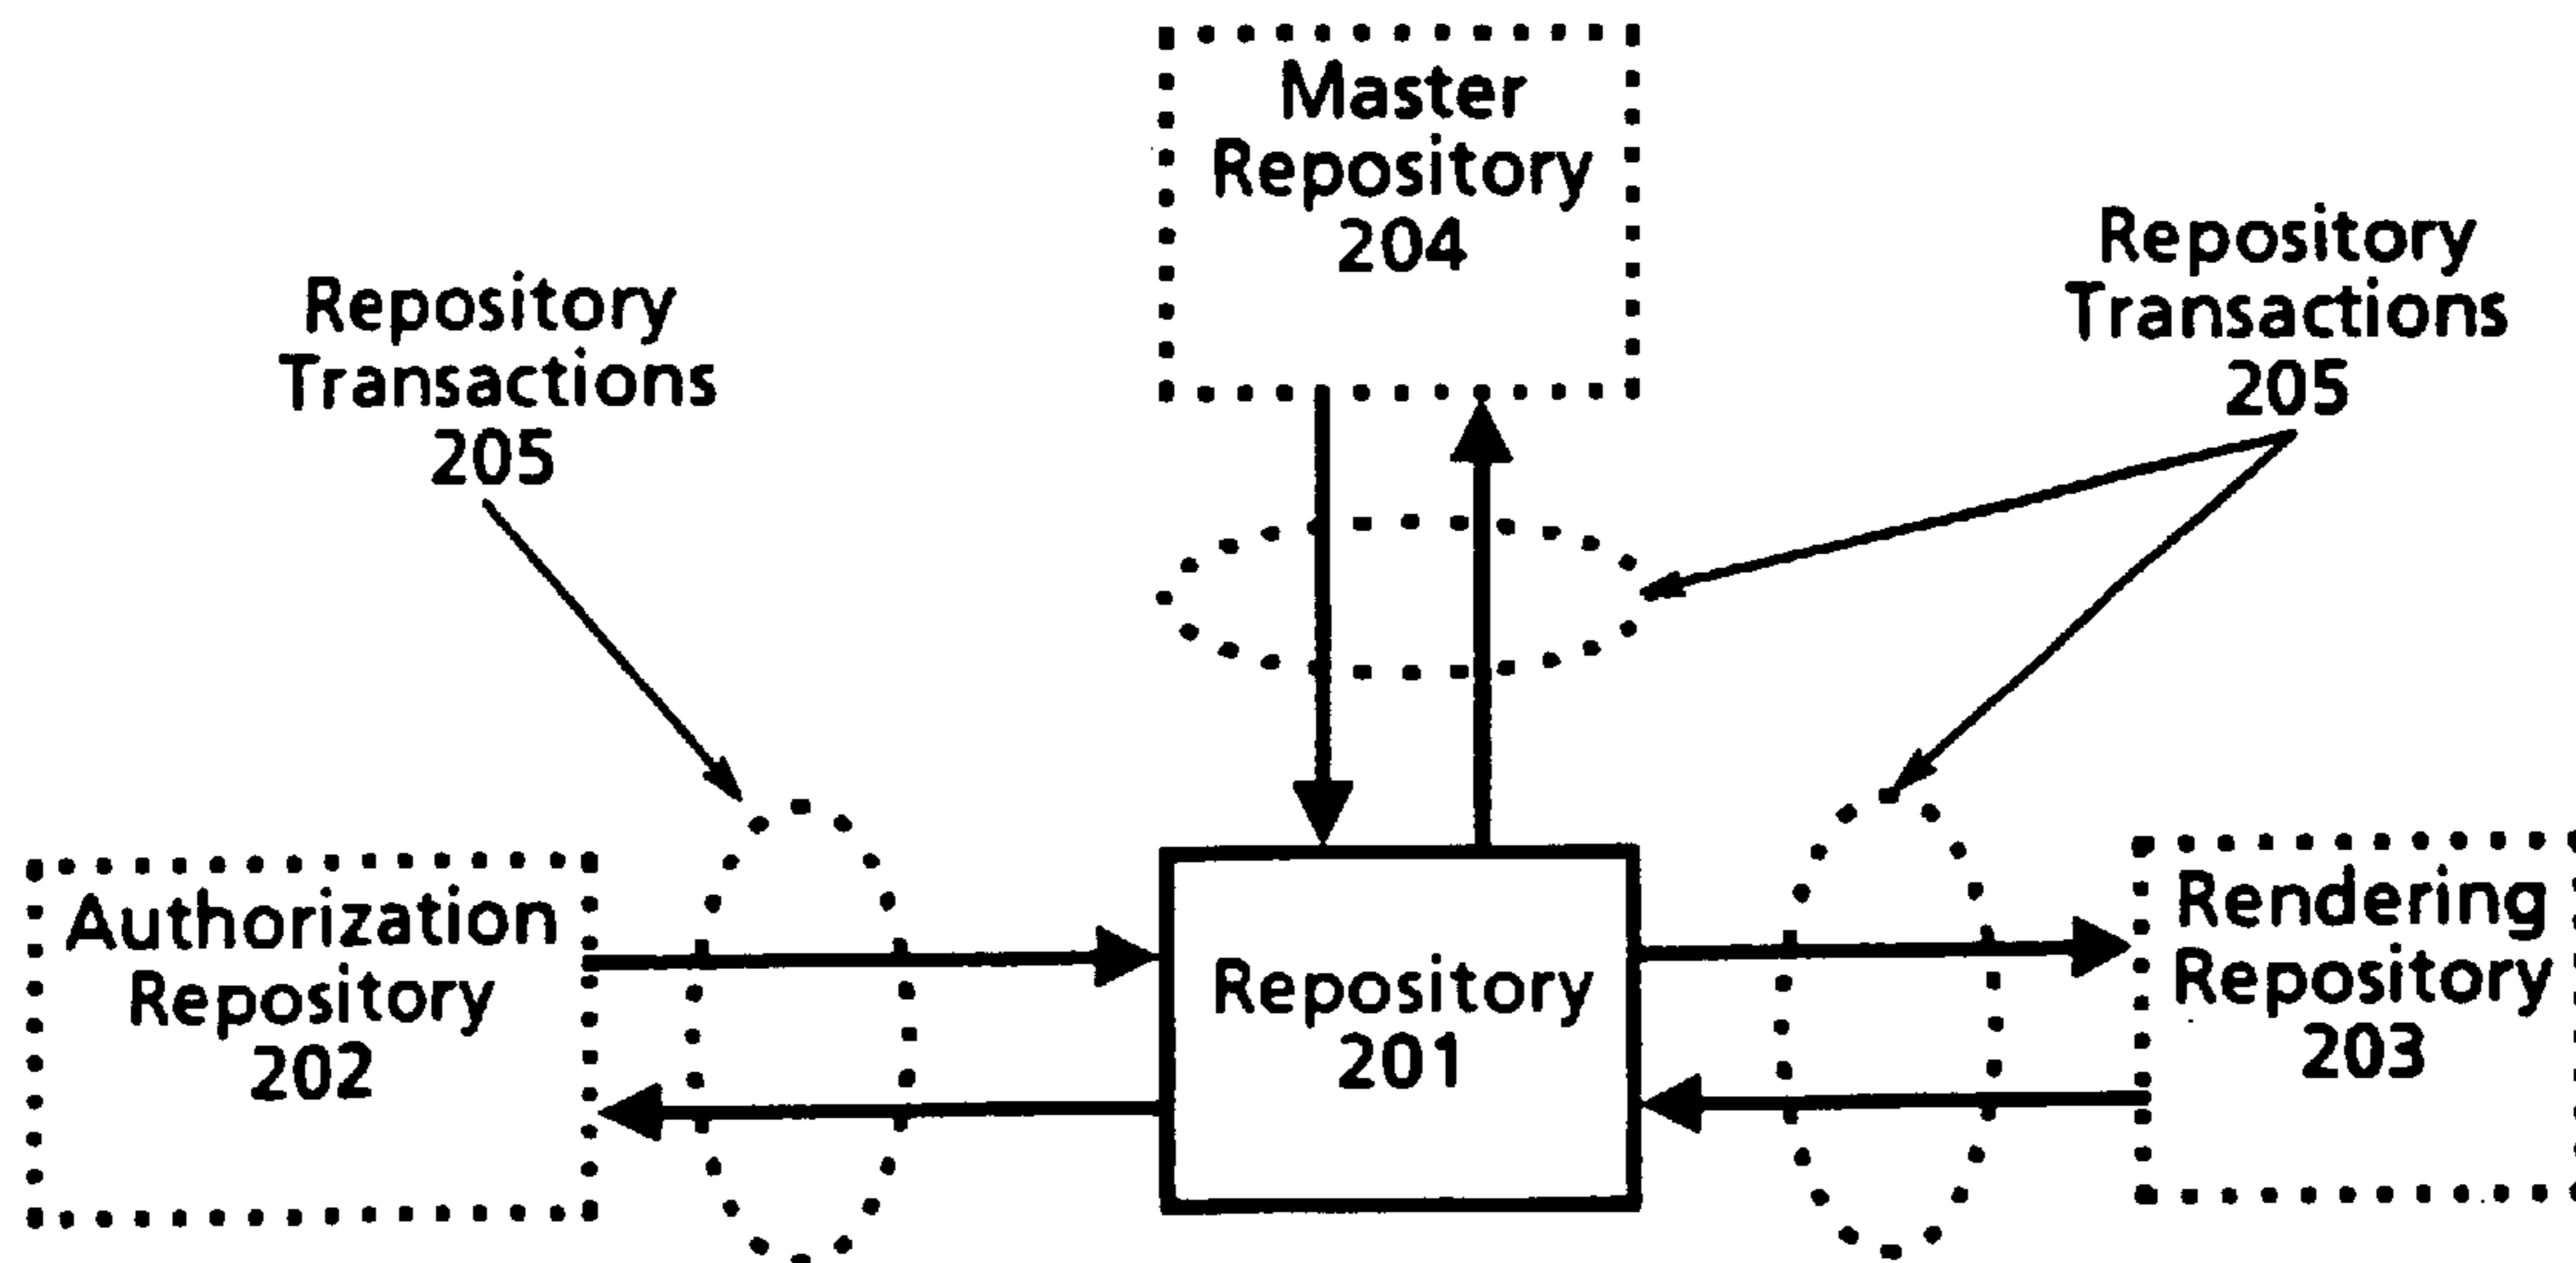 Master
Repository
204
Repository
Transactions
205
Repository
Transactions
205
Authorization
Repository
202
Repository
201
Rendering
Repository
203